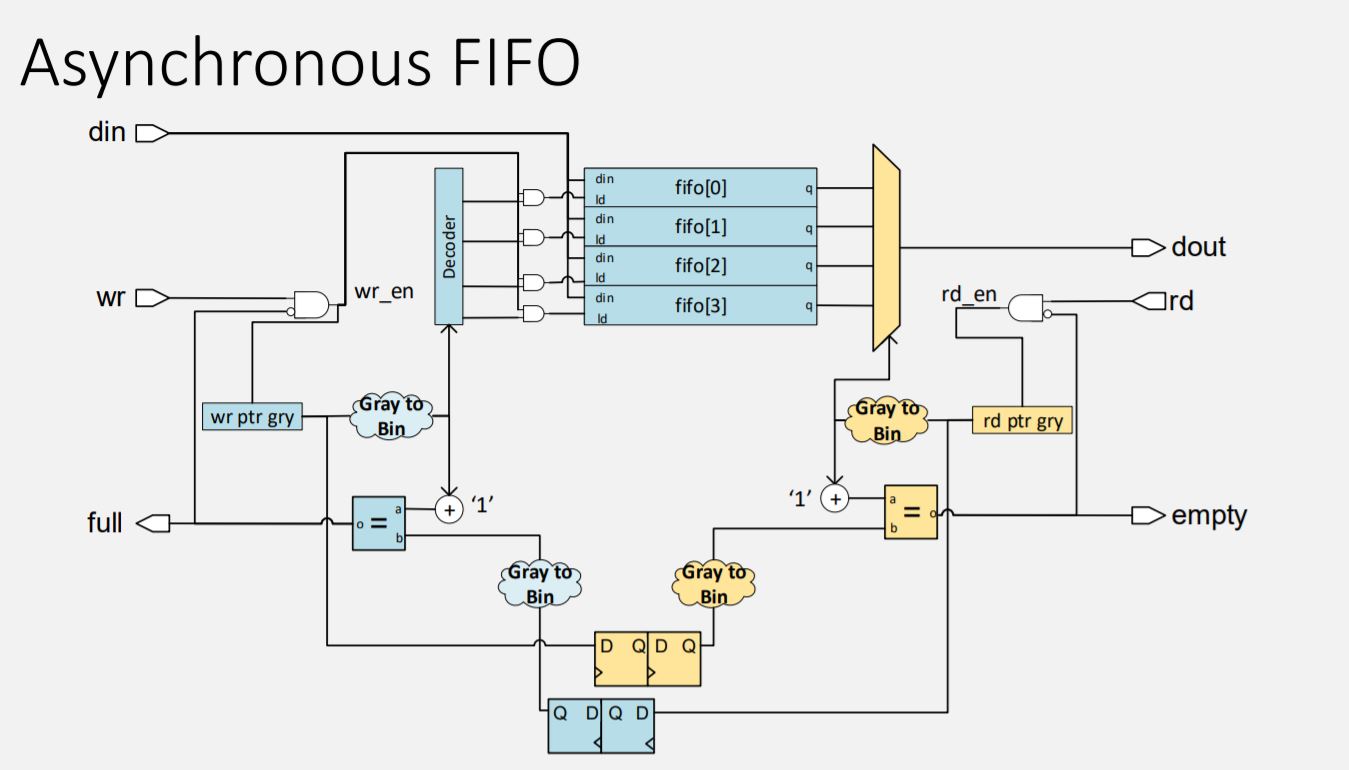 Asynchronous FIFO
din
din
fifo[0]
q
ld
din
fifo[1]
q
ld
din
fifo[2]
q
ld
din
fifo[3]
q
ld
Decoder
dout
wr
wr_en
rd_en
rd
wr ptr gry
Gray to
Bin
Gray to
Bin
rd ptr gry
'1'
+
'1'
+
full
o
=
a
b
a
b
=
o
empty
Gray to
Bin
Gray to
Bin
D Q D Q
Q D Q D